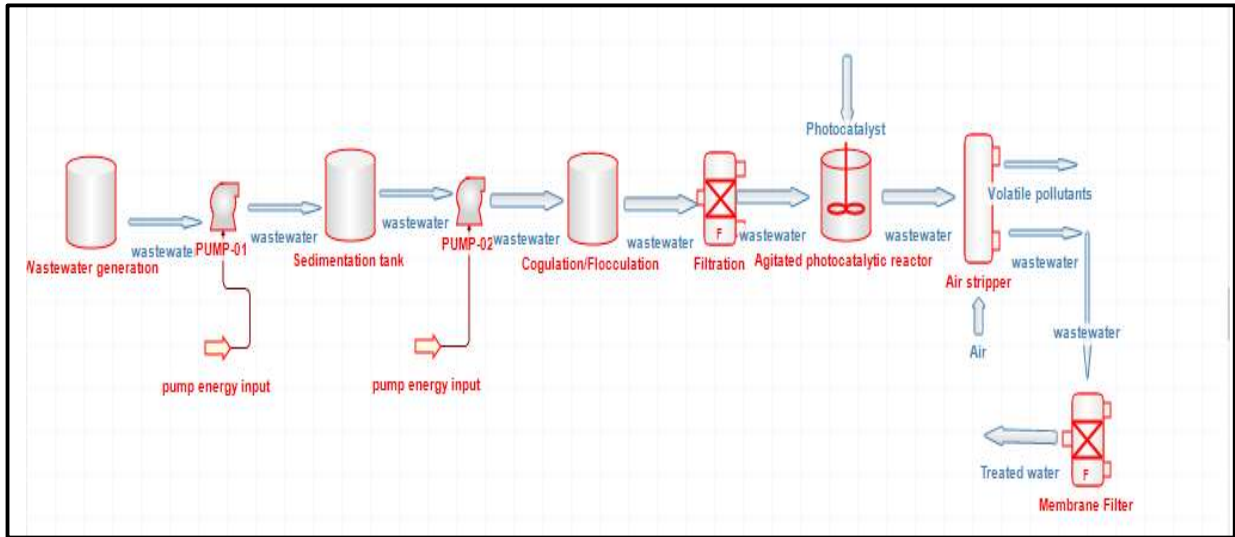 Photocatalyst
Volatile pollutants
wastewater
wastewater
wastewater
wastewater
wastewater
wastewater
wastewater
wastewater
PUMP-01
PUMP-02
Wastewater generation
Sedimentation tank
Cogulation/Flocculation
F
Filtration
Agitated photocatalytic reactor
Air stripper
wastewater
Air
pump energy input
pump energy input
Treated water
F
Membrane Filter